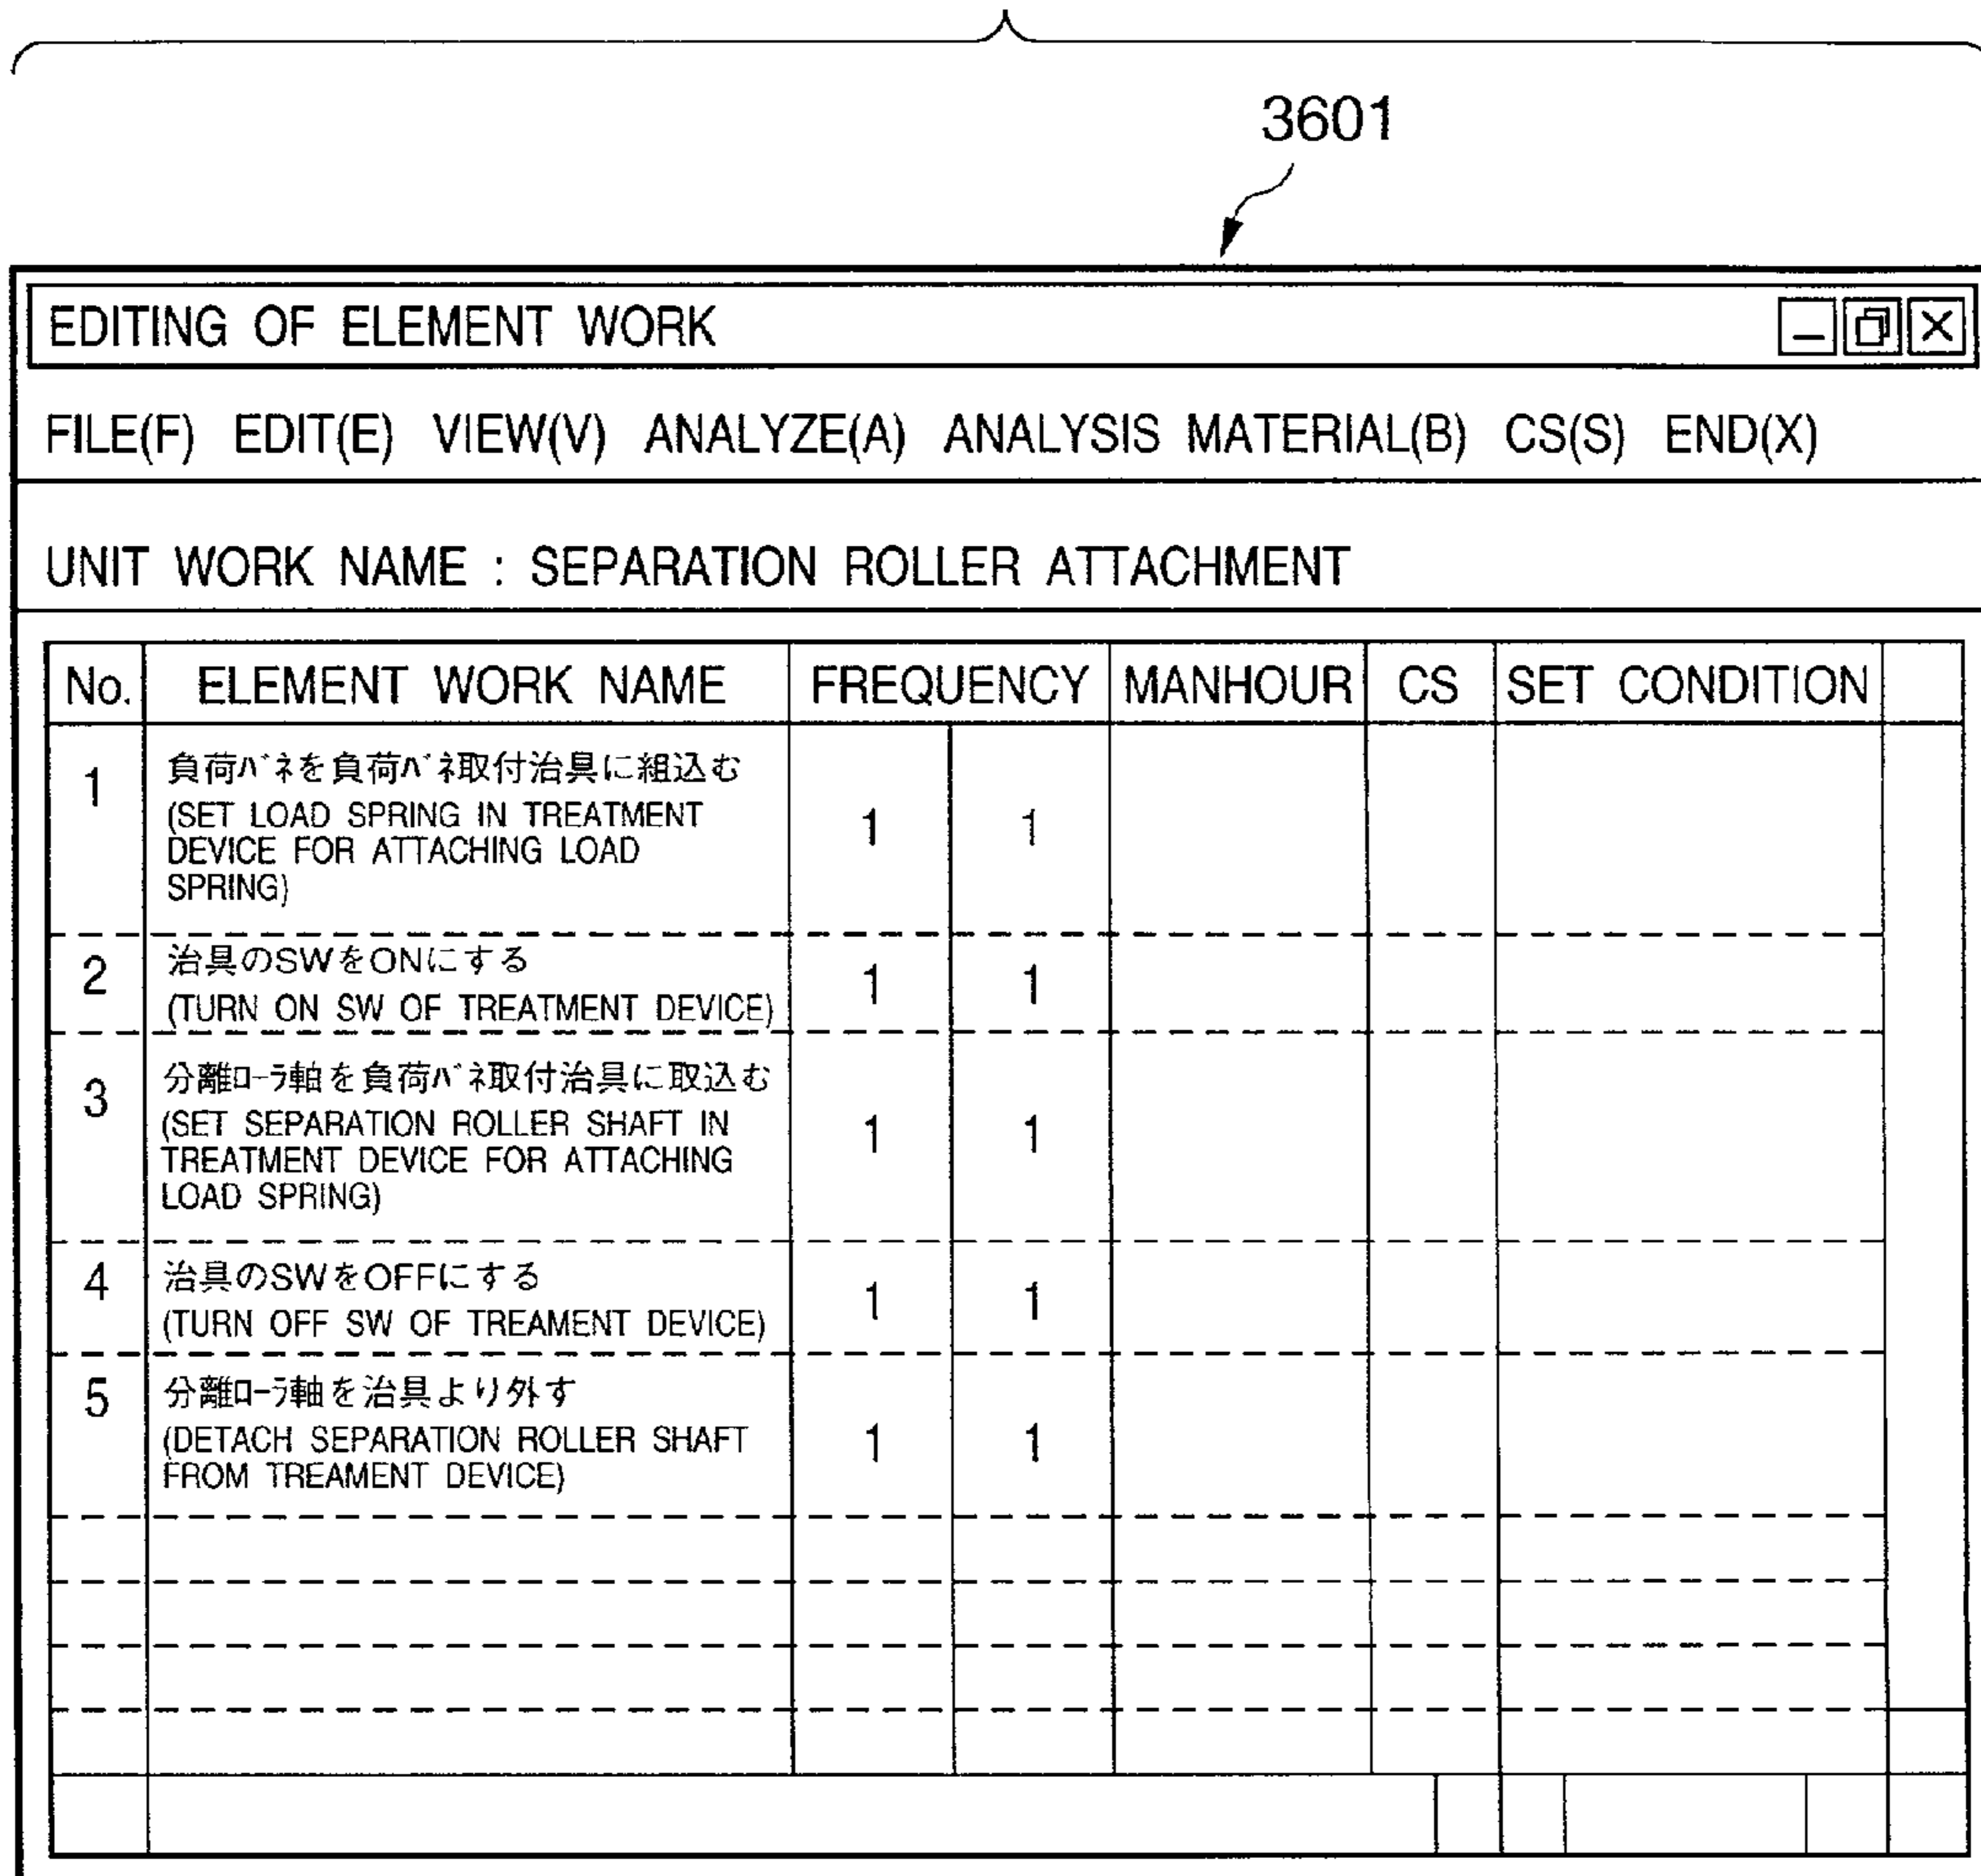 3601
EDITING OF ELEMENT WORK
FILE(F) EDIT(E) VIEW(V) ANALYZE(A) ANALYSIS MATERIAL(B) CS(S) END(X)
UNIT WORK NAME : SEPARATION ROLLER ATTACHMENT
No. ELEMENT WORK NAME FREQUENCY MANHOUR CS SET CONDITION
1 負荷バネを負荷バネ取付治具に組込む
(SET LOAD SPRING IN TREATMENT
DEVICE FOR ATTACHING LOAD
SPRING)
1 1
2 治具のSWをONにする
(TURN ON SW OF TREATMENT DEVICE)
1 1
3 分離ローラ軸を負荷バネ取付治具に取込む
(SET SEPARATION ROLLER SHAFT IN
TREATMENT DEVICE FOR ATTACHING
LOAD SPRING)
1 1
4 治具のSWをOFFにする
(TURN OFF SW OF TREAMENT DEVICE)
1 1
5 分離ローラ軸を治具より外す
(DETACH SEPARATION ROLLER SHAFT
FROM TREAMENT DEVICE)
1 1